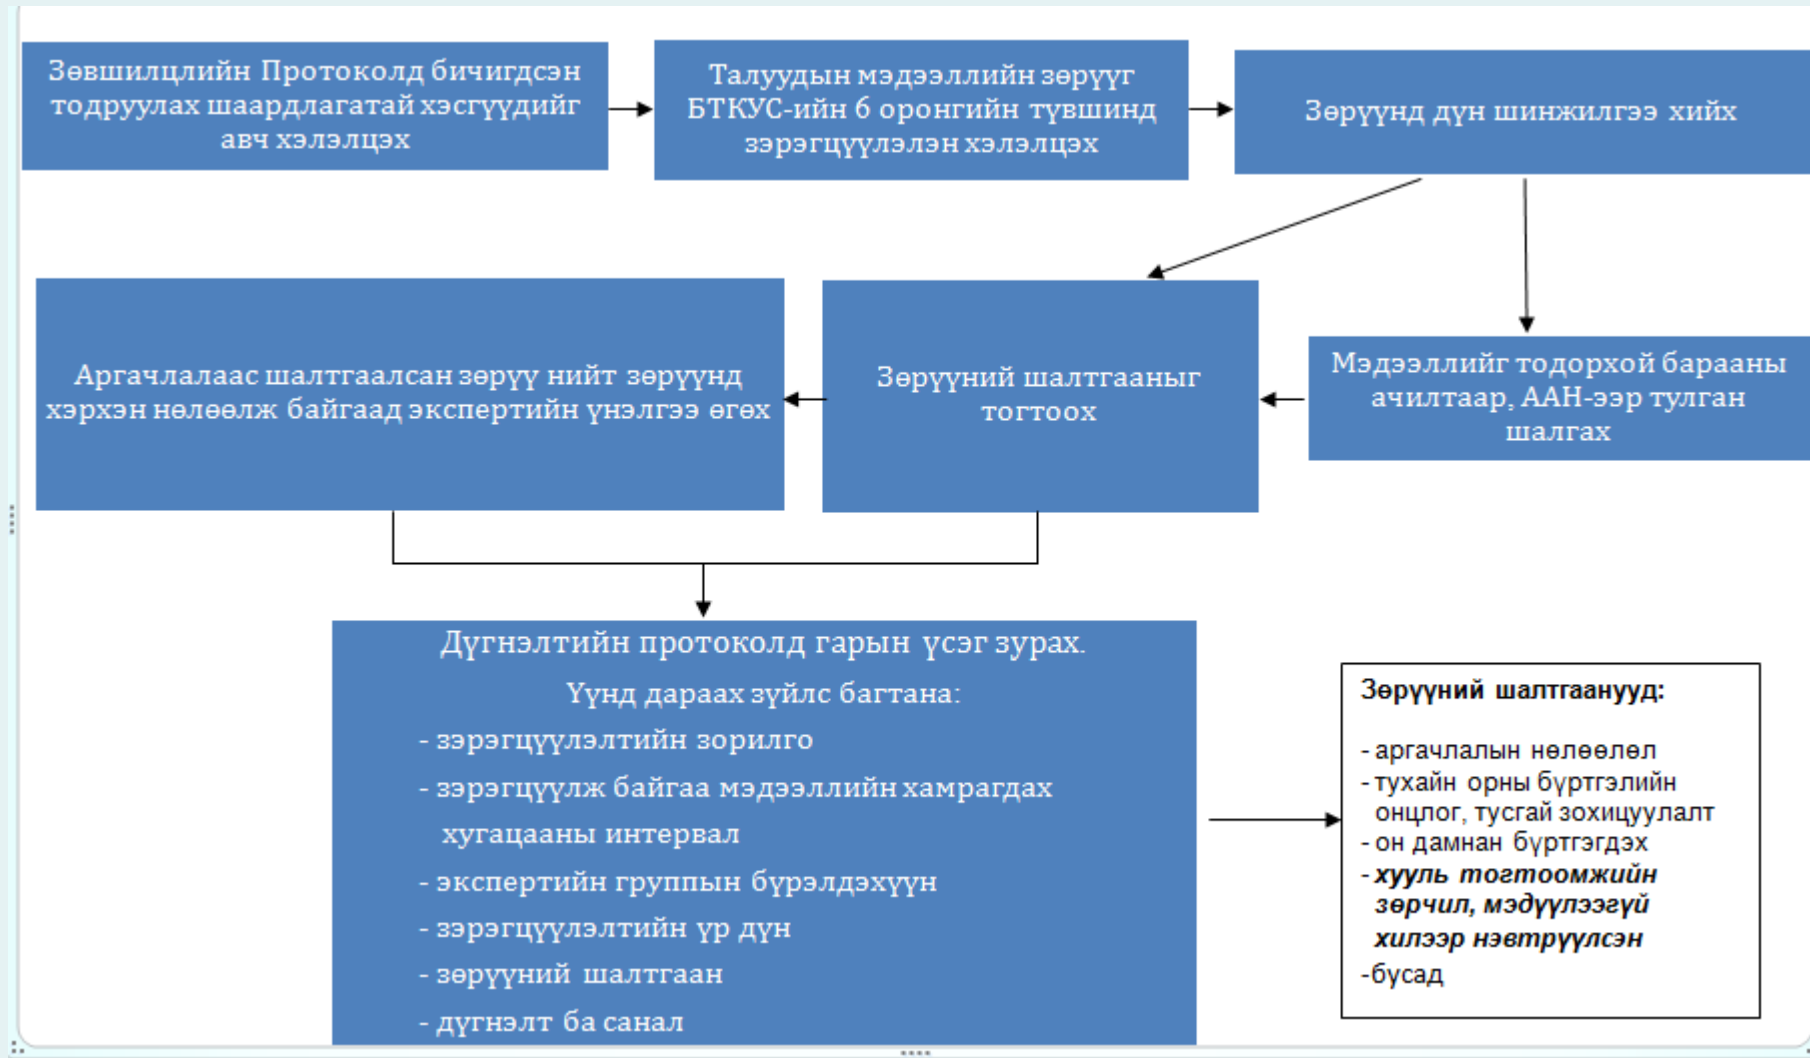 Зөвшилцлийн Протоколд бичигдсэн
тодруулах шаардлагатай хэсгүүдийг
авч хэлэлцэх
Талуудын мэдээллийн зөрүүг
БТКУС-ийн 6 оронгийн түвшинд
зэрэгцүүлэлэн хэлэлцэх
Зөрүүнд дүн шинжилгээ хийх
Аргачлалаас шалтгаалсан зөрүү нийт зөрүүнд
хэрхэн нөлөөлж байгаад экспертийн үнэлгээ өгөх
Зөрүүний шалтгааныг
тогтоох
Мэдээллийг тодорхой барааны
ачилтаар, ААН-ээр тулган
шалгах
Дүгнэлтийн протоколд гарын үсэг зурах.
Үүнд дараах зүйлс багтана:
- зэрэгцүүлэлтийн зорилго
- зэрэгцүүлж байгаа мэдээллийн хамрагдах
хугацааны интервал
- экспертийн группын бүрэлдэхүүн
- зэрэгцүүлэлтийн үр дүн
- зөрүүний шалтгаан
- дүгнэлт ба санал
Зөрүүний шалтгаанууд:
- аргачлалын нөлөөлөл
- тухайн орны бүртгэлийн
онцлог, тусгай зохицуулалт
- он дамнан бүртгэгдэх
- хууль тогтоомжийн
зөрчил, мэдүүлээгүй
хилээр нэвтрүүлсэн
-бусад